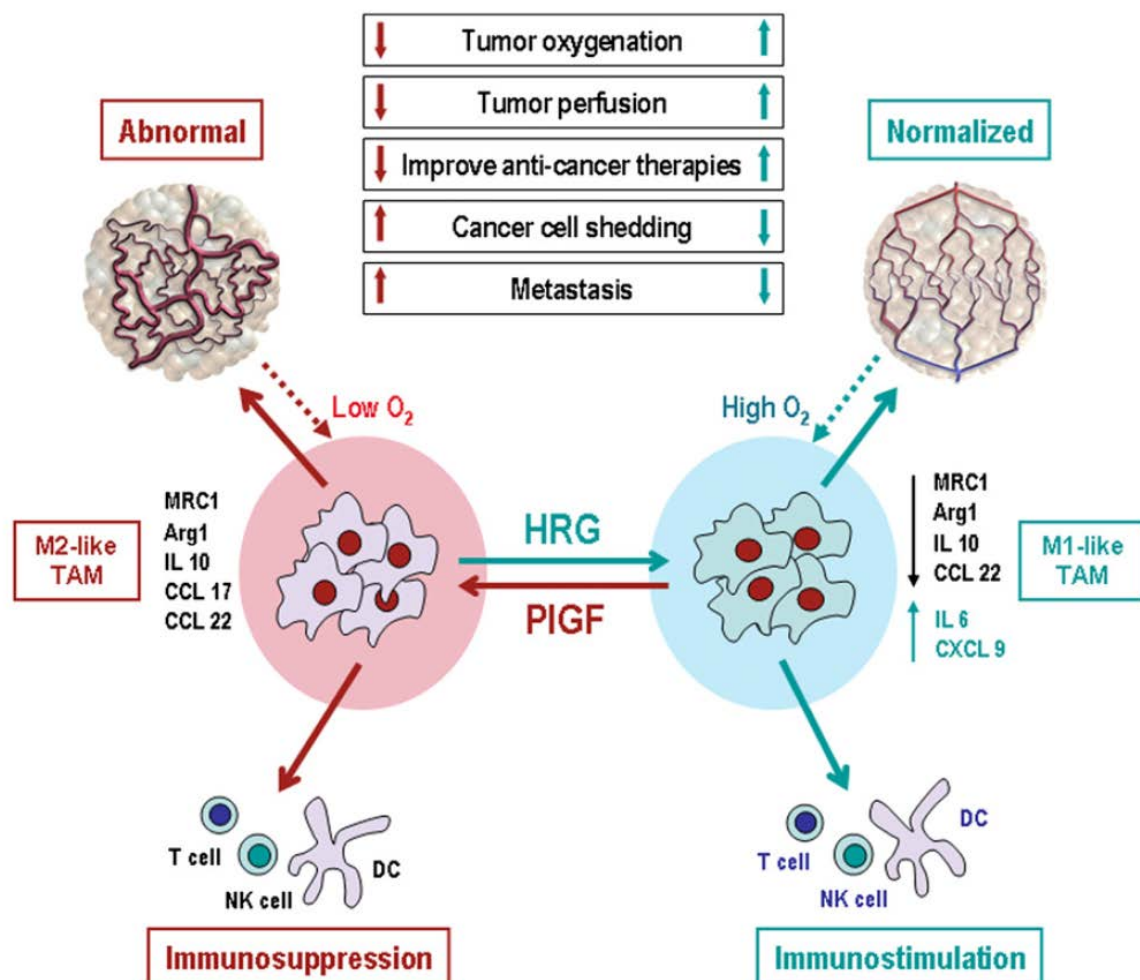 Tumor oxygenation
Tumor perfusion
Improve anti-cancer therapies
Cancer cell shedding
Metastasis
Abnormal
Normalized
Low O₂
High O₂
M2-like
TAM
MRC1
Arg1
IL 10
CCL 17
CCL 22
HRG
PlGF
MRC1
Arg1
IL 10
CCL 22
IL 6
CXCL 9
M1-like
TAM
T cell
NK cell
DC
Immunosuppression
T cell
NK cell
DC
Immunostimulation